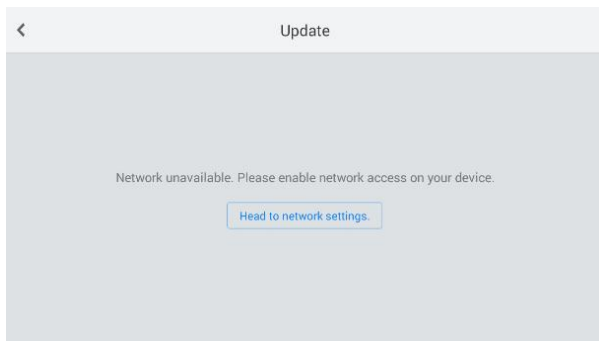 Update
Network unavailable. Please enable network access on your device.
Head to network settings.